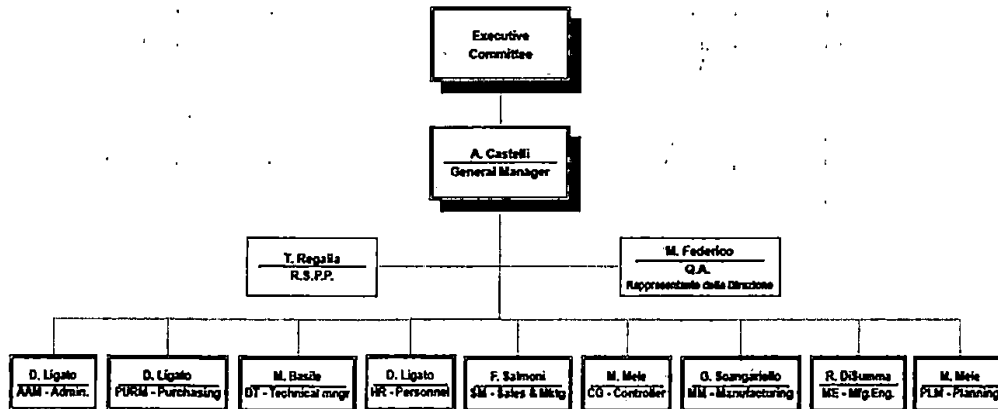 Executive
Committee
A. Castelli
General Manager
T. Regalia
R.S.P.P.
M. Federico
Q.A.
Rappresentante della Direzione
D. Ligato
AAM - Admin.
D. Ligato
PURM - Purchasing
M. Basile
DT - Technical mngr
D. Ligato
HR - Personnel
F. Salmoni
SM - Sales & Mktg
M. Mele
CG - Controller
G. Scangariello
MM - Manufacturing
R. DiSumma
ME - Mfg.Eng.
M. Mele
PLM - Planning